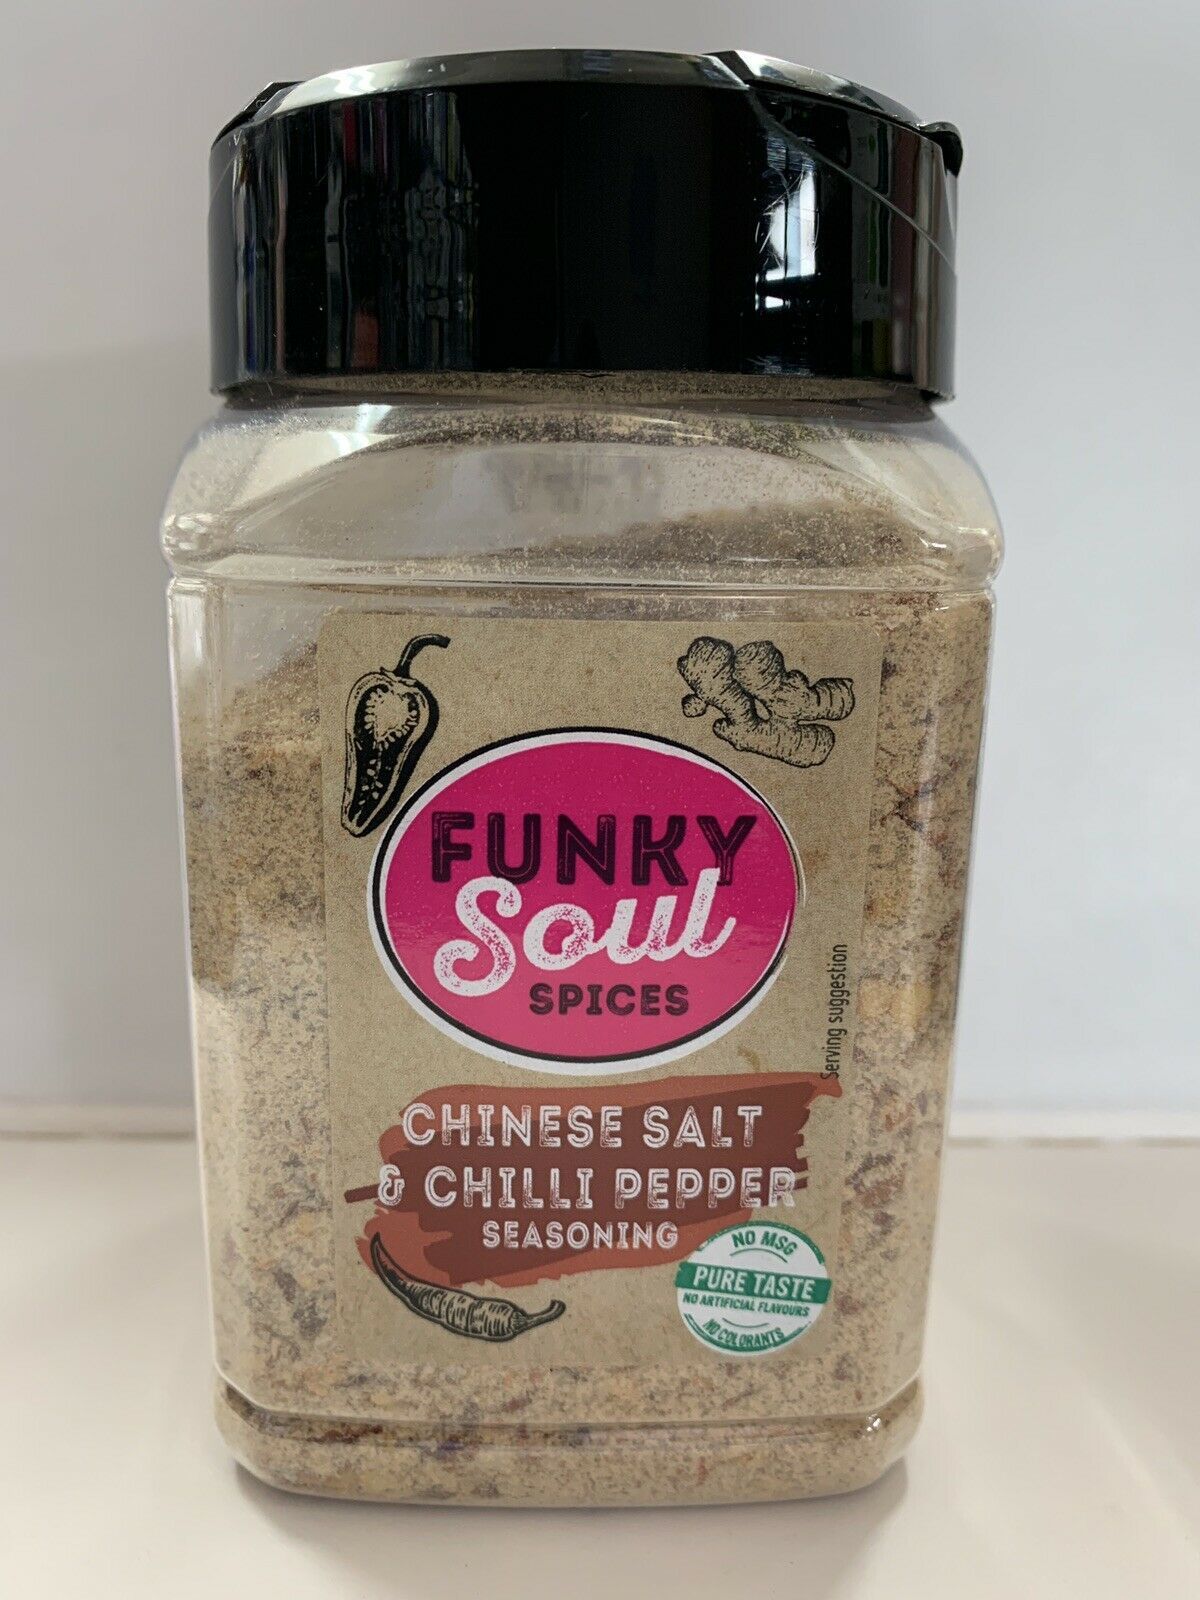 FUNKY
Soul
SPICES
Serving suggestion
CHINESE SALT
& CHILLI PEPPER
SEASONING
NO MSG
PURE TASTE
NO ARTIFICIAL FLAVOURS
NO COLORANTS